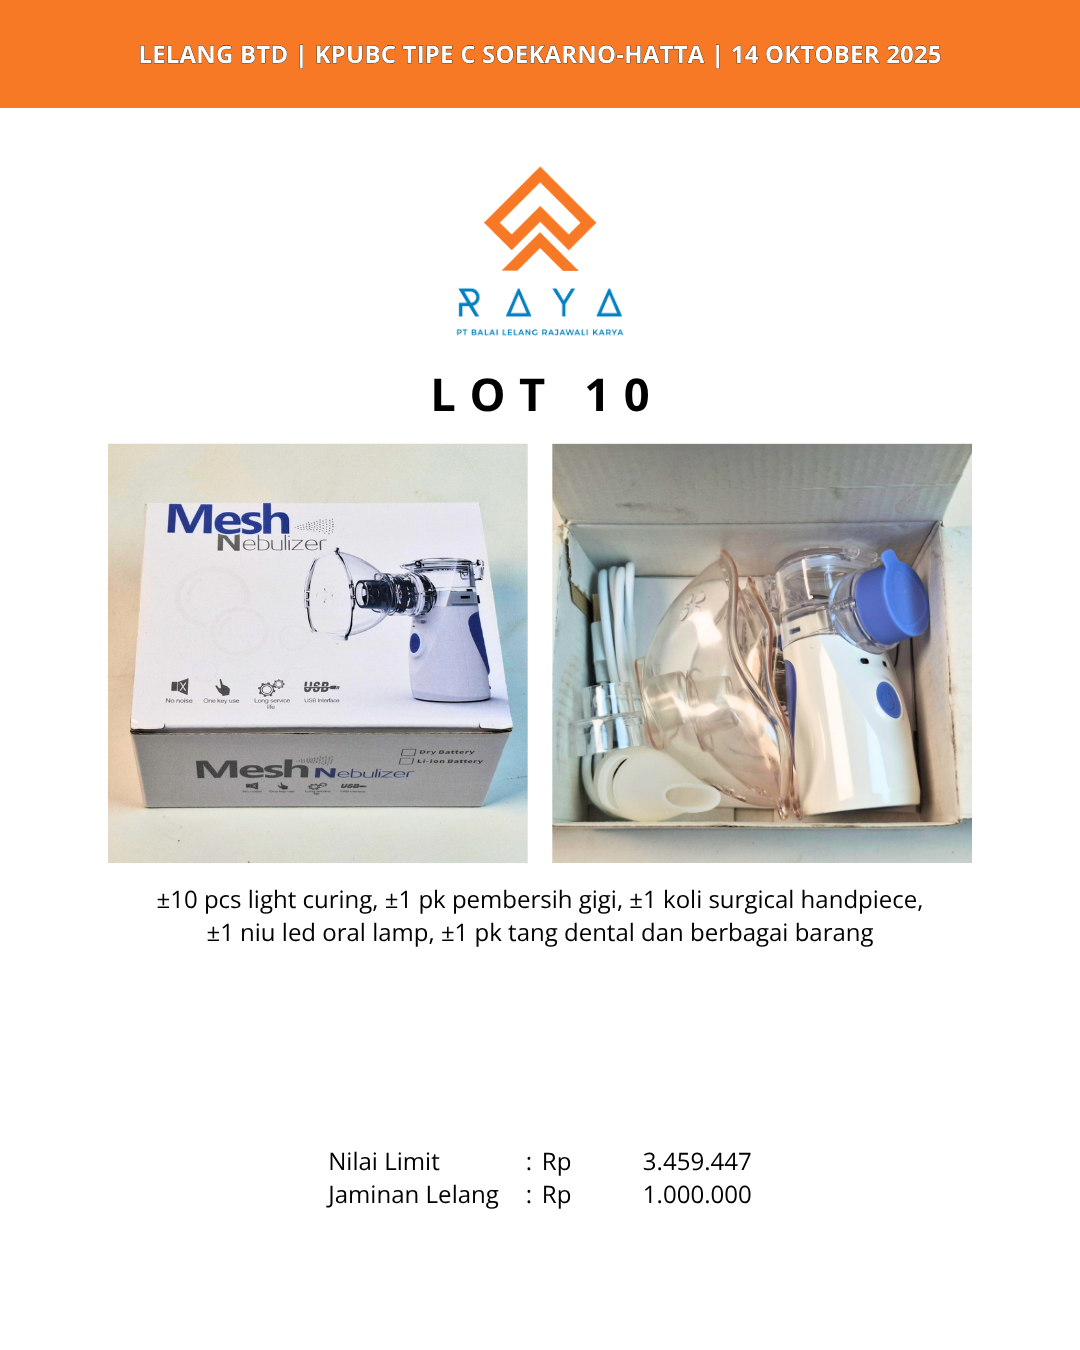 LELANG BTD | KPUBC TIPE C SOEKARNO-HATTA | 14 OKTOBER 2025
RAYA
PT BALAI LELANG RAJAWALI KARYA
LOT 10
Mesh
Nebulizer
No noise
One key use
Long service life
USB
USB interface
Dry Battery
Li-ion Battery
Mesh Nebulizer
USB
±10 pcs light curing, ±1 pk pembersih gigi, ±1 koli surgical handpiece,
±1 niu led oral lamp, ±1 pk tang dental dan berbagai barang
Nilai Limit : Rp 3.459.447
Jaminan Lelang : Rp 1.000.000